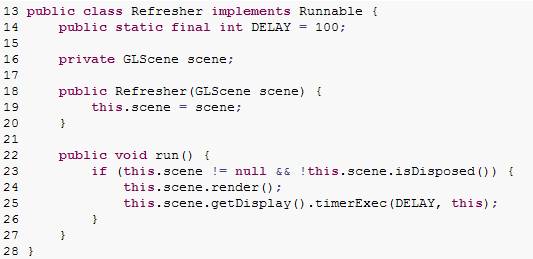 13 public class Refresher implements Runnable {
14     public static final int DELAY = 100;
15
16     private GLScene scene;
17
18     public Refresher(GLScene scene) {
19         this.scene = scene;
20     }
21
22     public void run() {
23         if (this.scene != null && !this.scene.isDisposed()) {
24             this.scene.render();
25             this.scene.getDisplay().timerExec(DELAY, this);
26         }
27     }
28 }